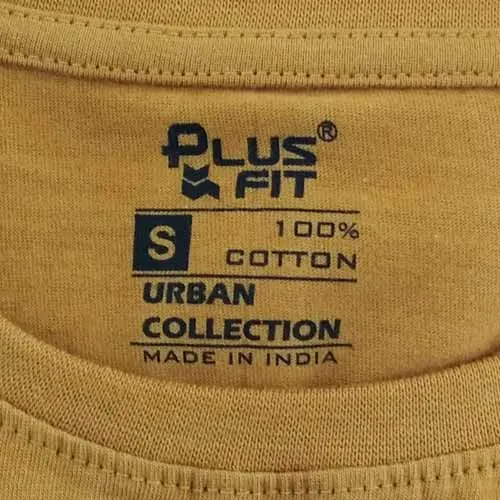 PLUS®
FIT
S
100%
COTTON
URBAN
COLLECTION
MADE IN INDIA